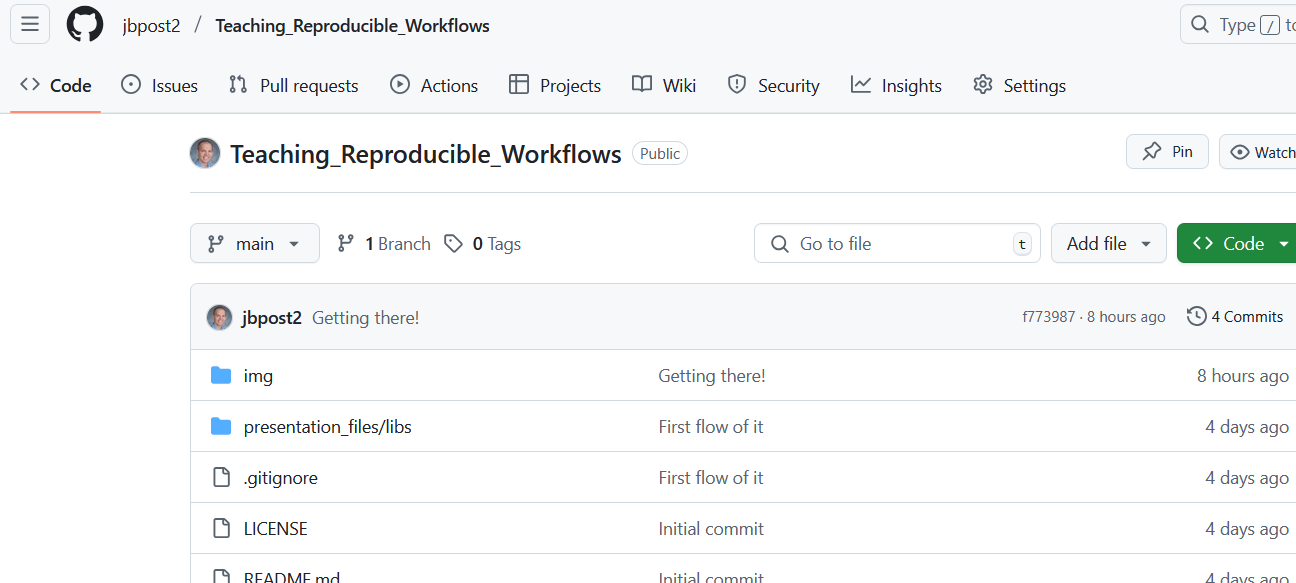 jbpost2 / Teaching_Reproducible_Workflows
Type / to
Code Issues Pull requests Actions Projects Wiki Security Insights Settings
Teaching_Reproducible_Workflows Public
Pin Watch
main 1 Branch 0 Tags
Go to file t Add file Code
jbpost2 Getting there! f773987 · 8 hours ago 4 Commits
img Getting there! 8 hours ago
presentation_files/libs First flow of it 4 days ago
.gitignore First flow of it 4 days ago
LICENSE Initial commit 4 days ago
README.md Initial commit 4 days ago